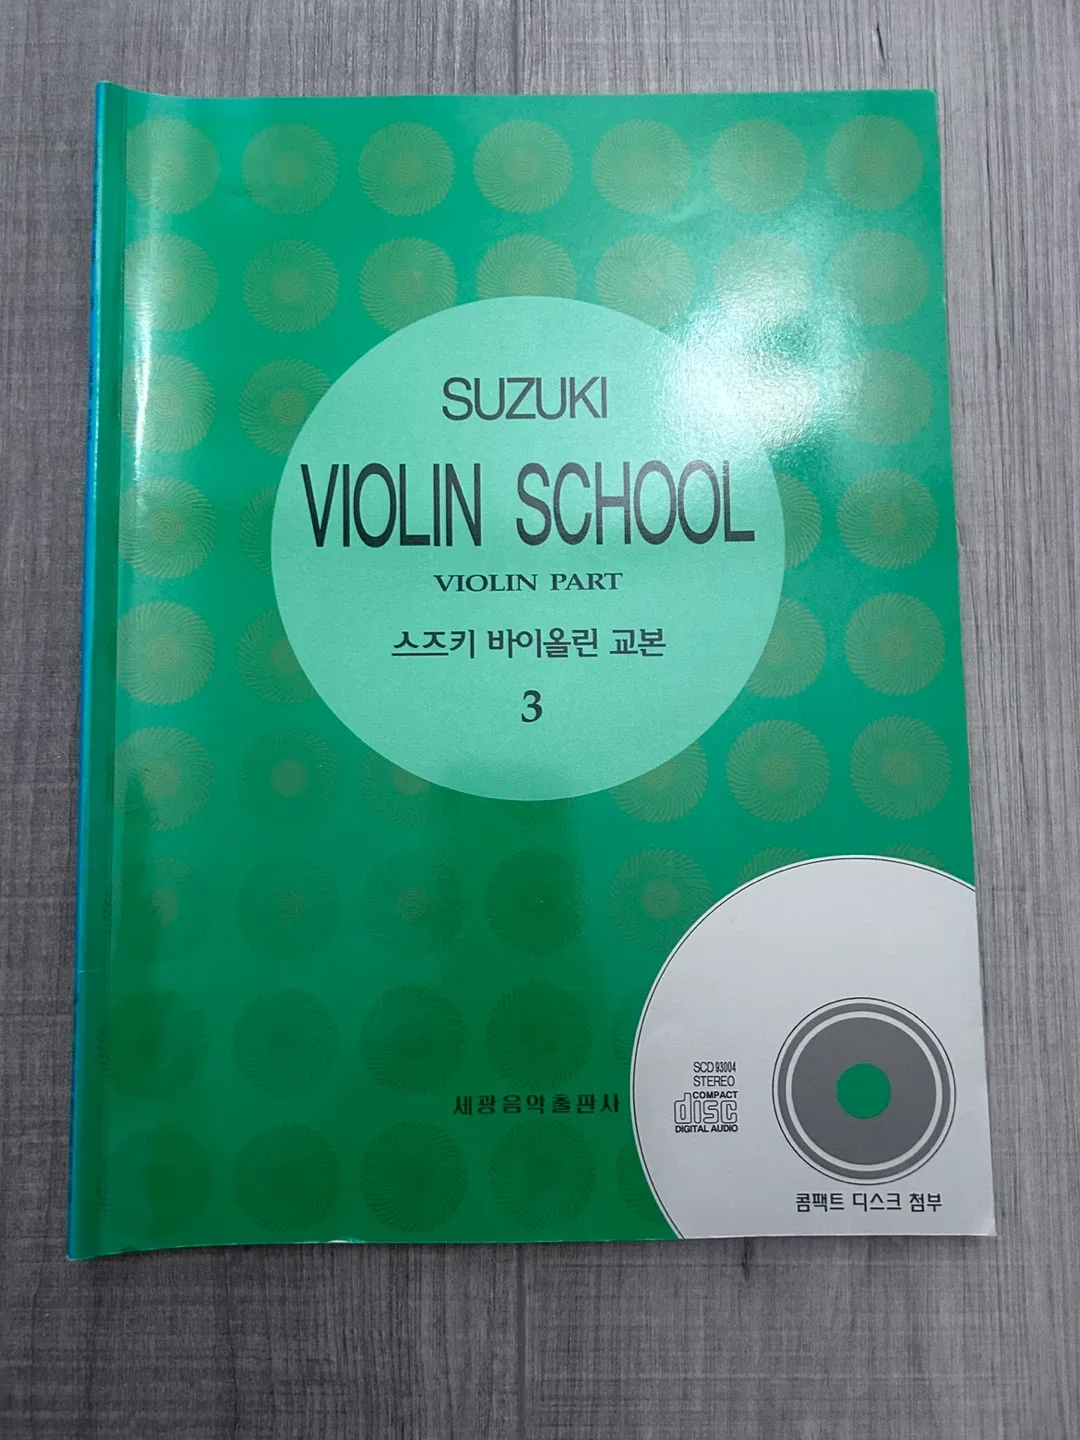 SUZUKI
VIOLIN SCHOOL
VIOLIN PART
스즈키 바이올린 교본
3
세광음악출판사
SCD 93004
STEREO
COMPACT
disc
DIGITAL AUDIO
콤팩트 디스크 첨부